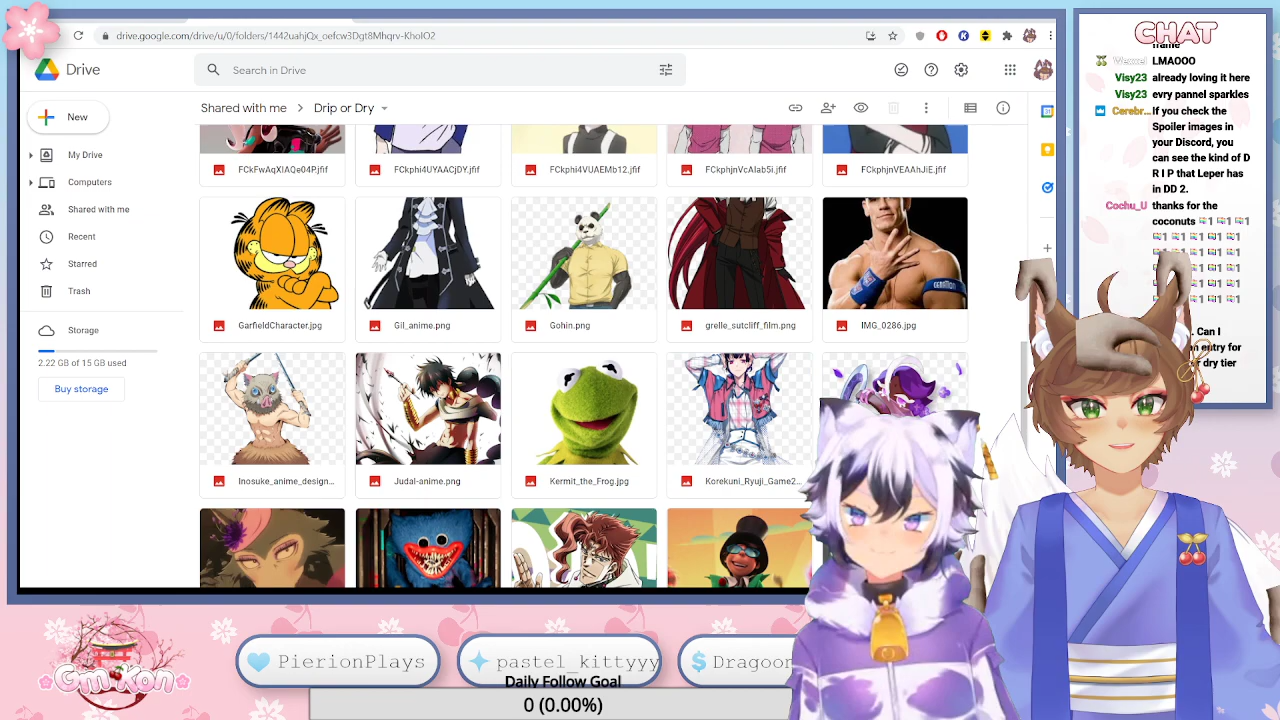 drive.google.com/drive/u/0/folders/1442uahjQx_oefcw3Dgt8Mhqrv-KhoIO2
Drive
Search in Drive
New
My Drive
Computers
Shared with me
Recent
Starred
Trash
Storage
2.22 GB of 15 GB used
Buy storage
Shared with me > Drip or Dry
FCkFwAqXIAQe04P.jfif
FCkphi4UYAACjDY.jfif
FCkphi4VUAEMb12.jfif
FCkphjnVcAIab5i.jfif
FCkphjnVEAAhJiE.jfif
GarfieldCharacter.jpg
Gil_anime.png
Gohin.png
grelle_sutcliff_film.png
IMG_0286.jpg
Inosuke_anime_design...
Judal-anime.png
Kermit_the_Frog.jpg
Korekuni_Ryuji_Game2...
CHAT
frame
LMAOOO
Visy23 already loving it here
Visy23 evry pannel sparkles
Cerebr... If you check the
Spoiler images in
your Discord, you
can see the kind of D
R I P that Leper has
in DD 2.
Cochu_U thanks for the
coconuts
. Can I
entry for
dry tier
GmiKon
PierionPlays
pastel_kittyyy
$ Dragoon
Daily Follow Goal
0 (0.00%)